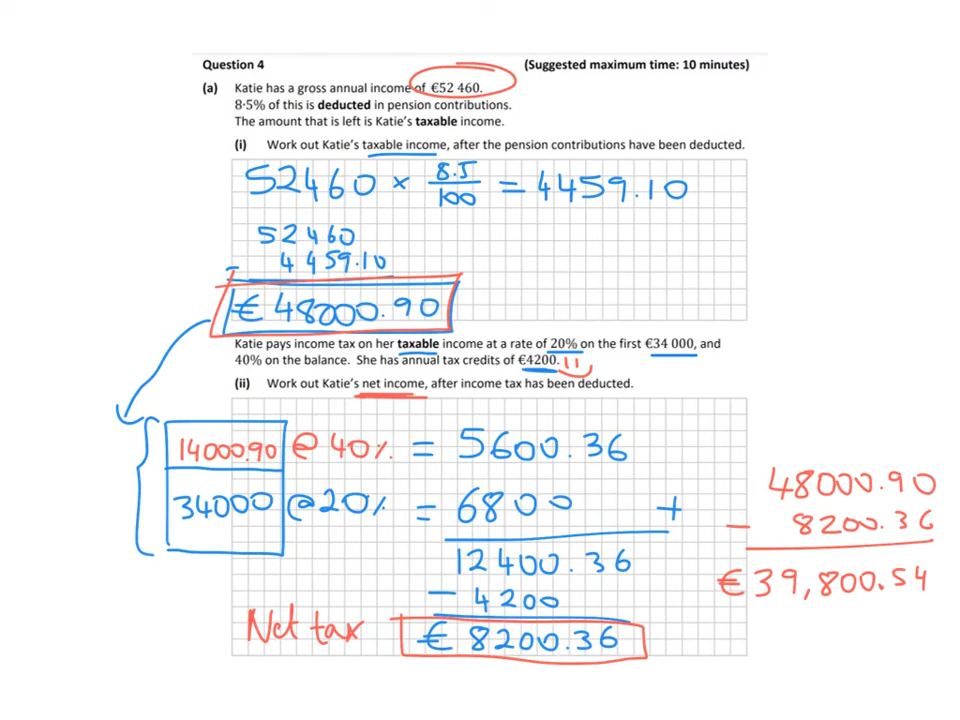 Question 4 (Suggested maximum time: 10 minutes)
(a) Katie has a gross annual income of €52 460.
8·5% of this is deducted in pension contributions.
The amount that is left is Katie's taxable income.
(i) Work out Katie's taxable income, after the pension contributions have been deducted.
52460 × 8.5/100 = 4459.10
52460
- 4459.10
€ 48000.90
Katie pays income tax on her taxable income at a rate of 20% on the first €34 000, and
40% on the balance. She has annual tax credits of €4200.
(ii) Work out Katie's net income, after income tax has been deducted.
14000.90 @ 40% = 5600.36
34000 @ 20% = 6800 +
12400.36
- 4200
Net tax € 8200.36
48000.90
- 8200.36
€39,800.54